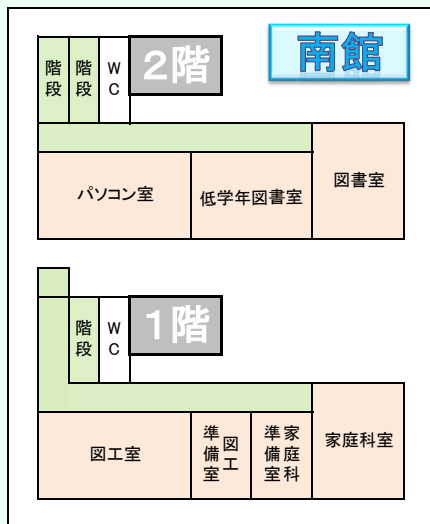 南館
2階
階段
階段
WC
パソコン室
低学年図書室
図書室
1階
階段
WC
図工室
図工準備室
家庭科準備室
家庭科室